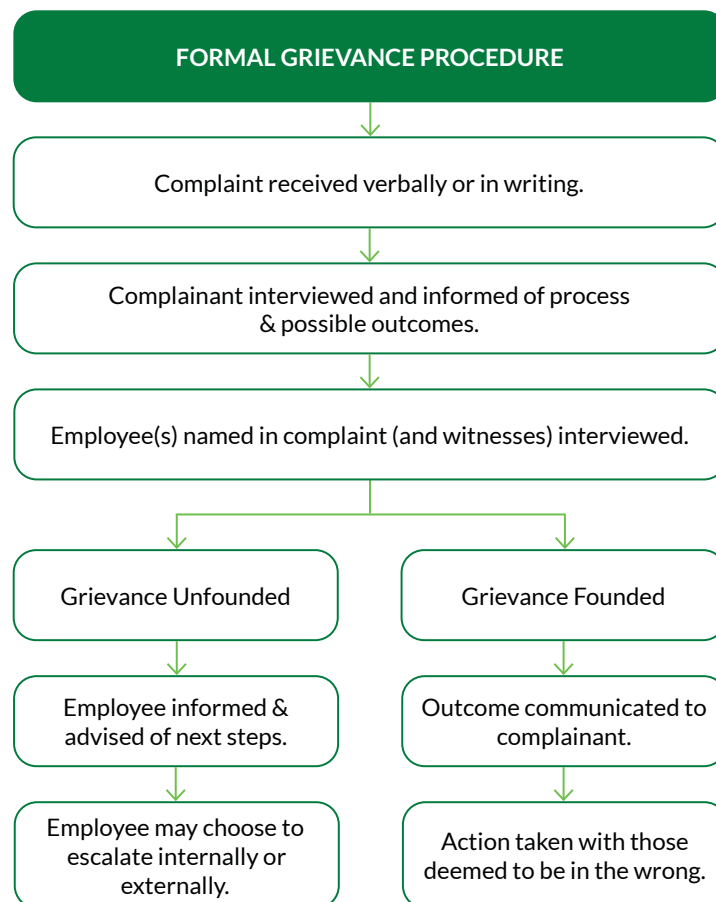 FORMAL GRIEVANCE PROCEDURE
Complaint received verbally or in writing.
Complainant interviewed and informed of process
& possible outcomes.
Employee(s) named in complaint (and witnesses) interviewed.
Grievance Unfounded
Grievance Founded
Employee informed &
advised of next steps.
Outcome communicated to
complainant.
Employee may choose to
escalate internally or
externally.
Action taken with those
deemed to be in the wrong.